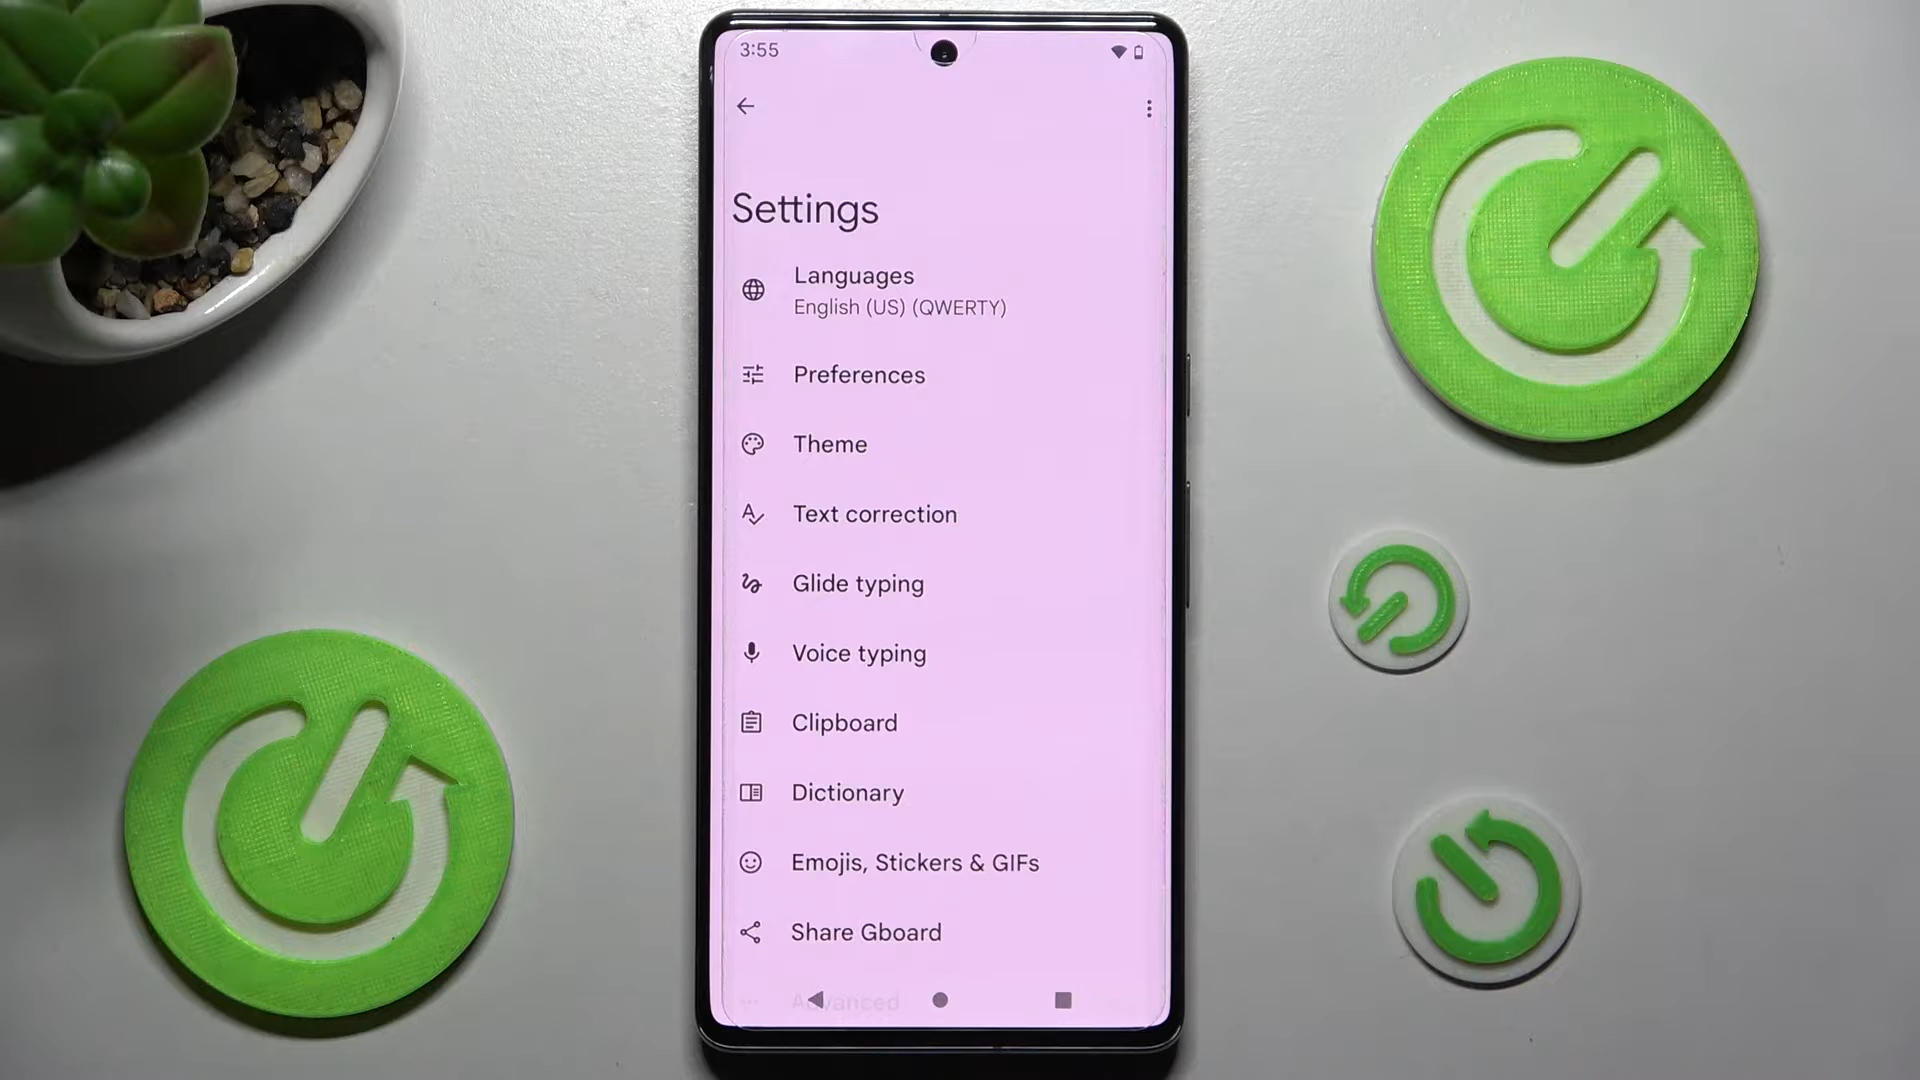 3:55
Settings
Languages
English (US) (QWERTY)
Preferences
Theme
Text correction
Glide typing
Voice typing
Clipboard
Dictionary
Emojis, Stickers & GIFs
Share Gboard
Advanced